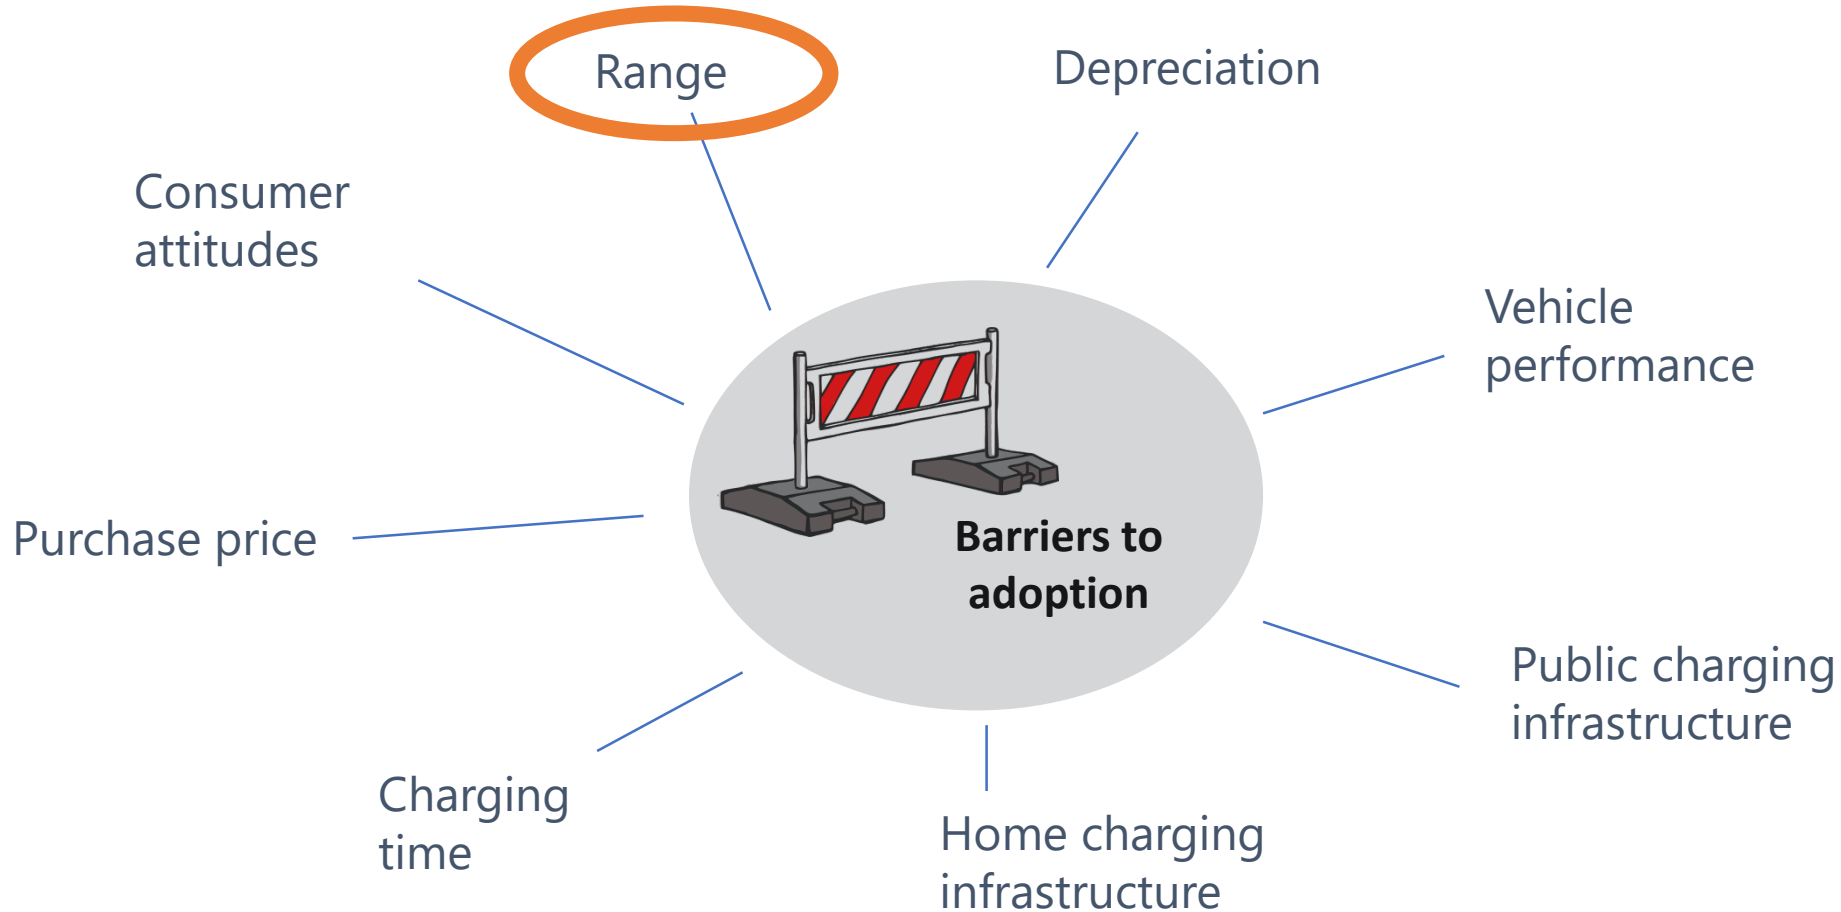 Range
Depreciation
Consumer
attitudes
Vehicle
performance
Purchase price
Barriers to
adoption
Public charging
infrastructure
Charging
time
Home charging
infrastructure